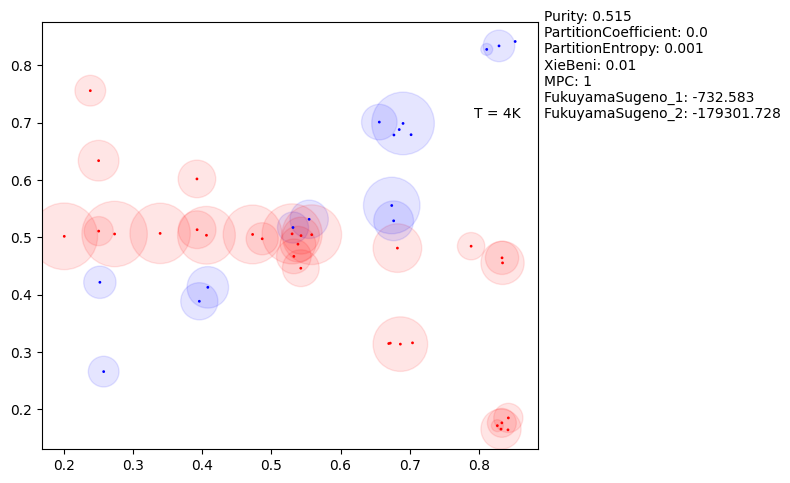 Purity: 0.515
PartitionCoefficient: 0.0
PartitionEntropy: 0.001
XieBeni: 0.01
MPC: 1
FukuyamaSugeno_1: -732.583
FukuyamaSugeno_2: -179301.728
T = 4K
0.8
0.7
0.6
0.5
0.4
0.3
0.2
0.2 0.3 0.4 0.5 0.6 0.7 0.8